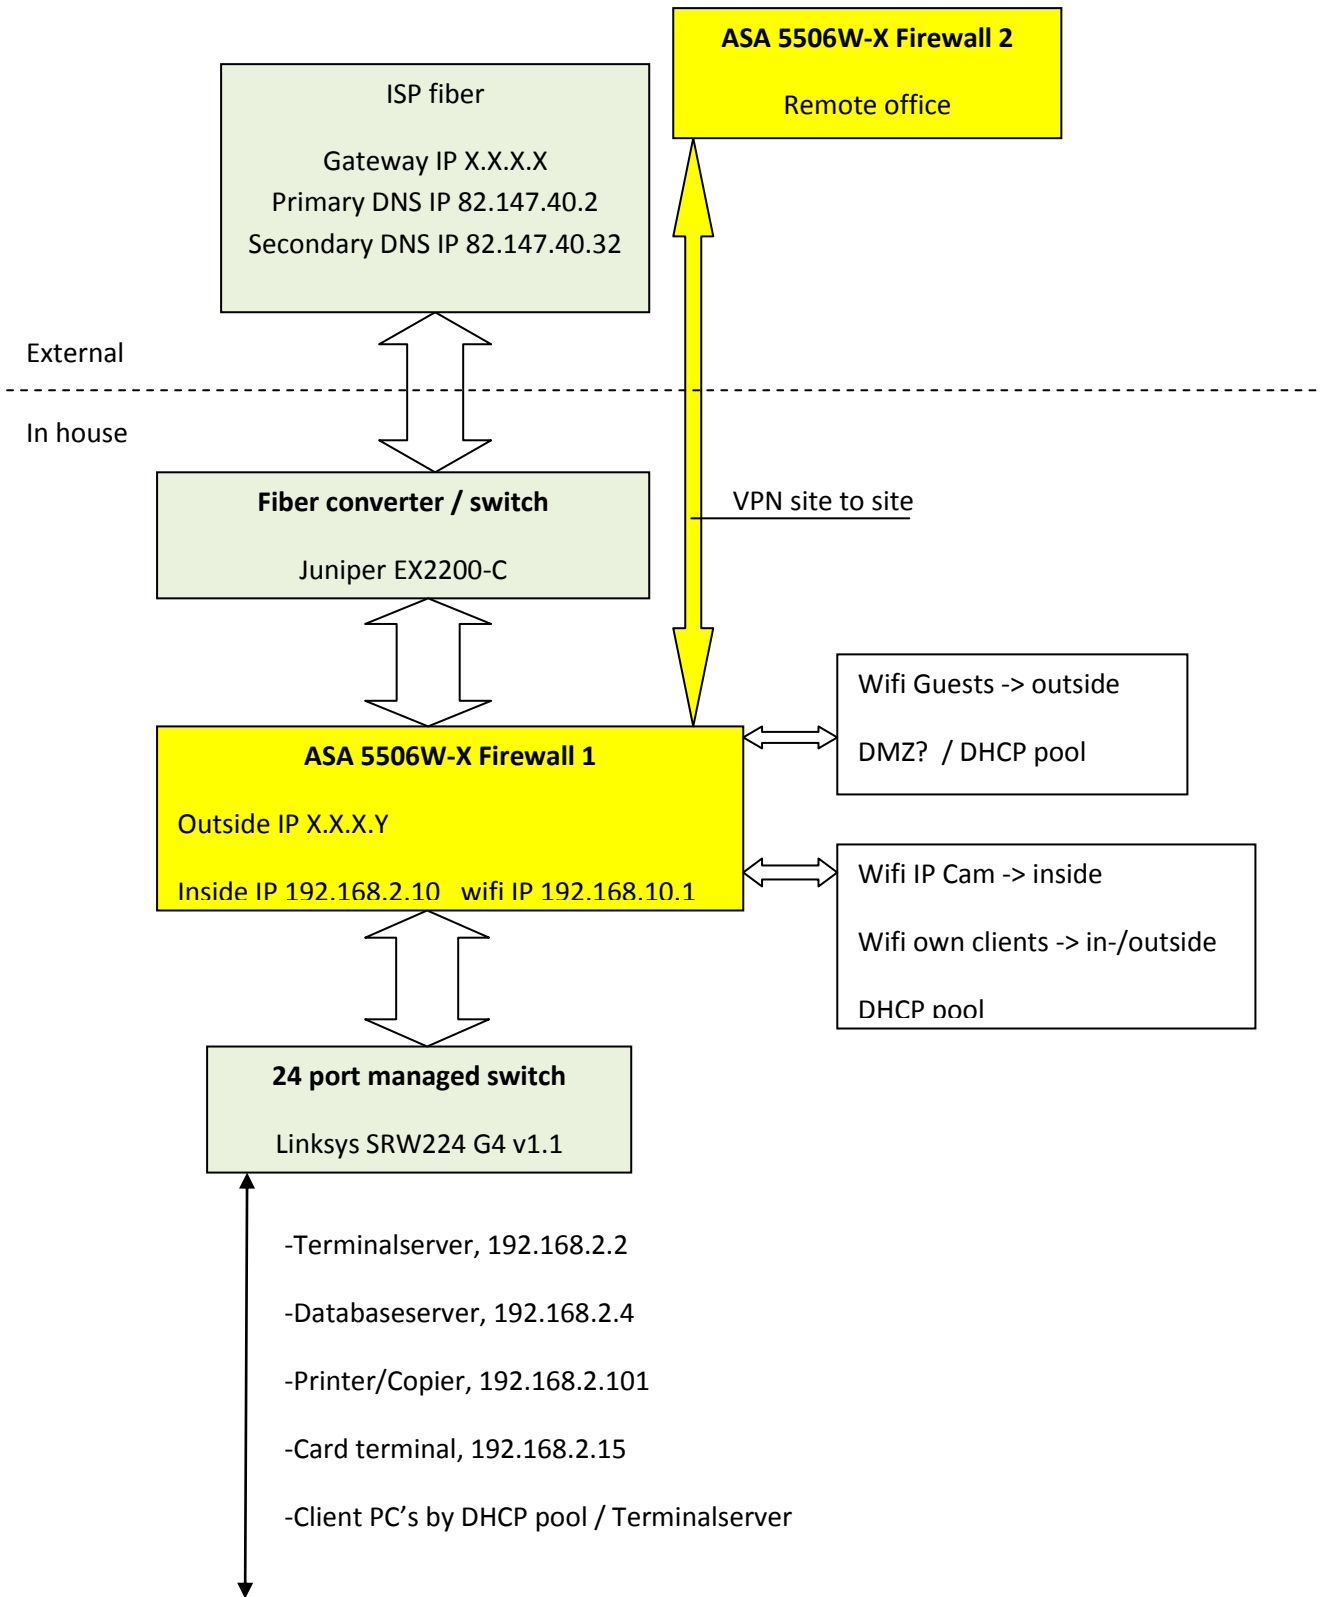 ASA 5506W-X Firewall 2
Remote office
ISP fiber
Gateway IP X.X.X.X
Primary DNS IP 82.147.40.2
Secondary DNS IP 82.147.40.32
External
In house
Fiber converter / switch
Juniper EX2200-C
VPN site to site
ASA 5506W-X Firewall 1
Outside IP X.X.X.Y
Inside IP 192.168.2.10 wifi IP 192.168.10.1
Wifi Guests -> outside
DMZ? / DHCP pool
Wifi IP Cam -> inside
Wifi own clients -> in-/outside
DHCP pool
24 port managed switch
Linksys SRW224 G4 v1.1
-Terminalserver, 192.168.2.2
-Databaseserver, 192.168.2.4
-Printer/Copier, 192.168.2.101
-Card terminal, 192.168.2.15
-Client PC’s by DHCP pool / Terminalserver